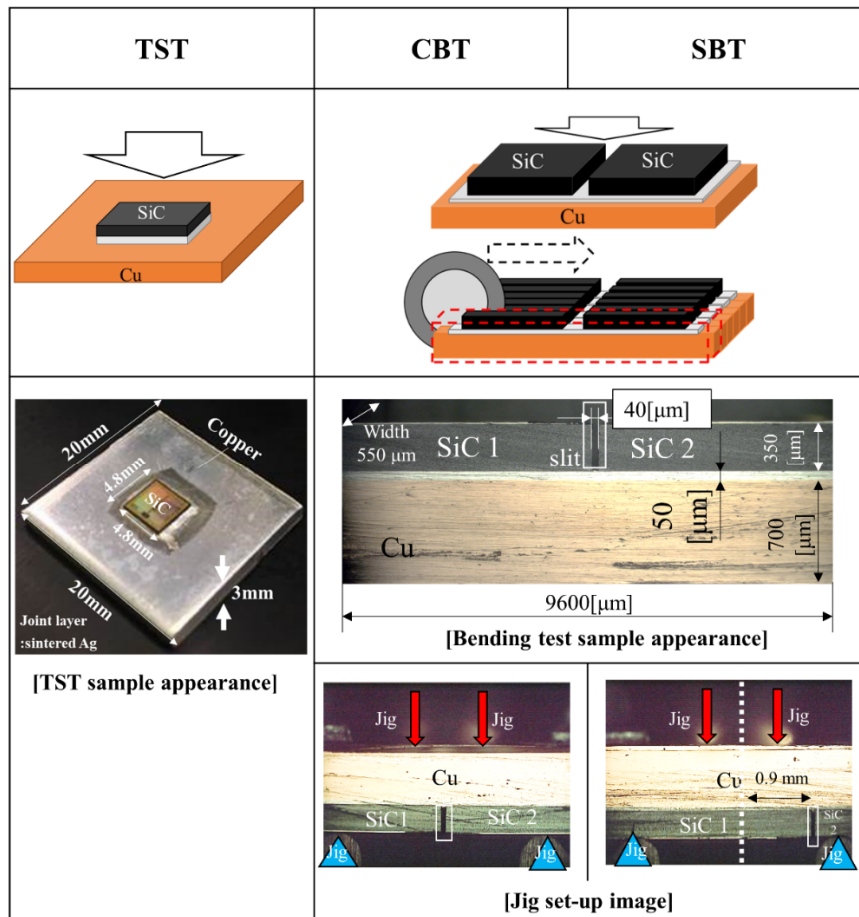 TST
CBT
SBT
SiC
Cu
SiC
SiC
Cu
20mm
Copper
4.8mm
SiC
4.8mm
20mm
3mm
Joint layer
:sintered Ag
[TST sample appearance]
Width
550 μm
SiC 1
slit
40[μm]
SiC 2
350
[μm]
Cu
50
[μm]
700
[μm]
9600[μm]
[Bending test sample appearance]
Jig
Jig
Cu
SiC1
SiC 2
Jig
Jig
Jig
Jig
Cu
0.9 mm
SiC 1
SiC
2
Jig
Jig
[Jig set-up image]